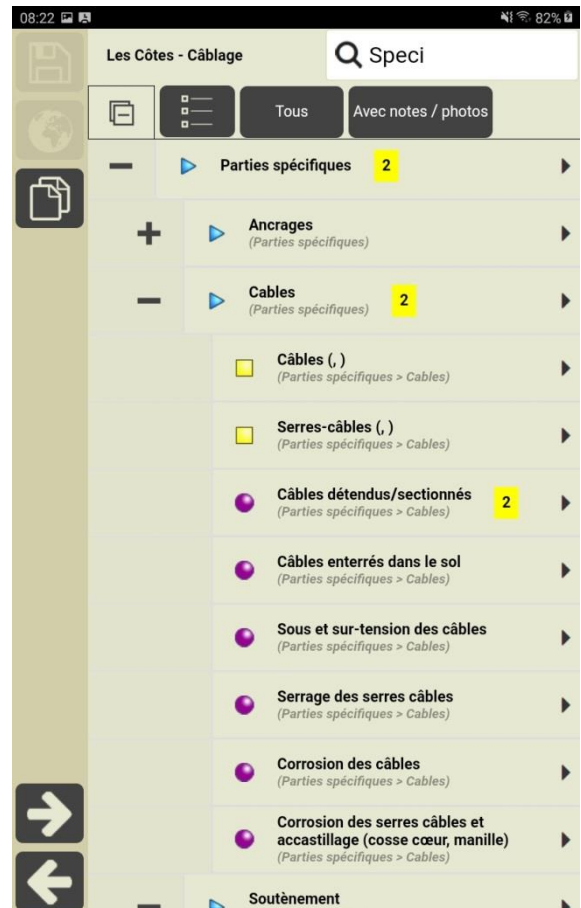 08:22 82%
Les Côtes - Câblage
Speci
Tous
Avec notes / photos
Parties spécifiques 2
Ancrages
(Parties spécifiques)
Cables 2
(Parties spécifiques)
Câbles (, )
(Parties spécifiques > Cables)
Serres-câbles (, )
(Parties spécifiques > Cables)
Câbles détendus/sectionnés 2
(Parties spécifiques > Cables)
Câbles enterrés dans le sol
(Parties spécifiques > Cables)
Sous et sur-tension des câbles
(Parties spécifiques > Cables)
Serrage des serres câbles
(Parties spécifiques > Cables)
Corrosion des câbles
(Parties spécifiques > Cables)
Corrosion des serres câbles et
accastillage (cosse cœur, manille)
(Parties spécifiques > Cables)
Soutènement